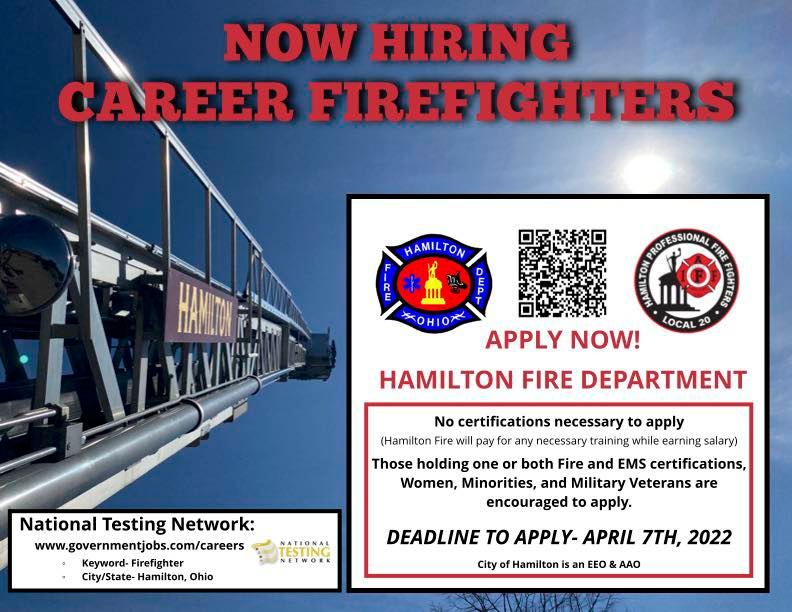 NOW HIRING
CAREER FIREFIGHTERS
HAMILTON
HAMILTON
FIRE
DEPT
OHIO
HAMILTON PROFESSIONAL FIRE FIGHTERS
IAFF
• LOCAL 20 •
APPLY NOW!
HAMILTON FIRE DEPARTMENT
No certifications necessary to apply
(Hamilton Fire will pay for any necessary training while earning salary)
Those holding one or both Fire and EMS certifications,
Women, Minorities, and Military Veterans are
encouraged to apply.
DEADLINE TO APPLY- APRIL 7TH, 2022
City of Hamilton is an EEO & AAO
National Testing Network:
www.governmentjobs.com/careers
◦ Keyword- Firefighter
◦ City/State- Hamilton, Ohio
NATIONAL
TESTING
NETWORK